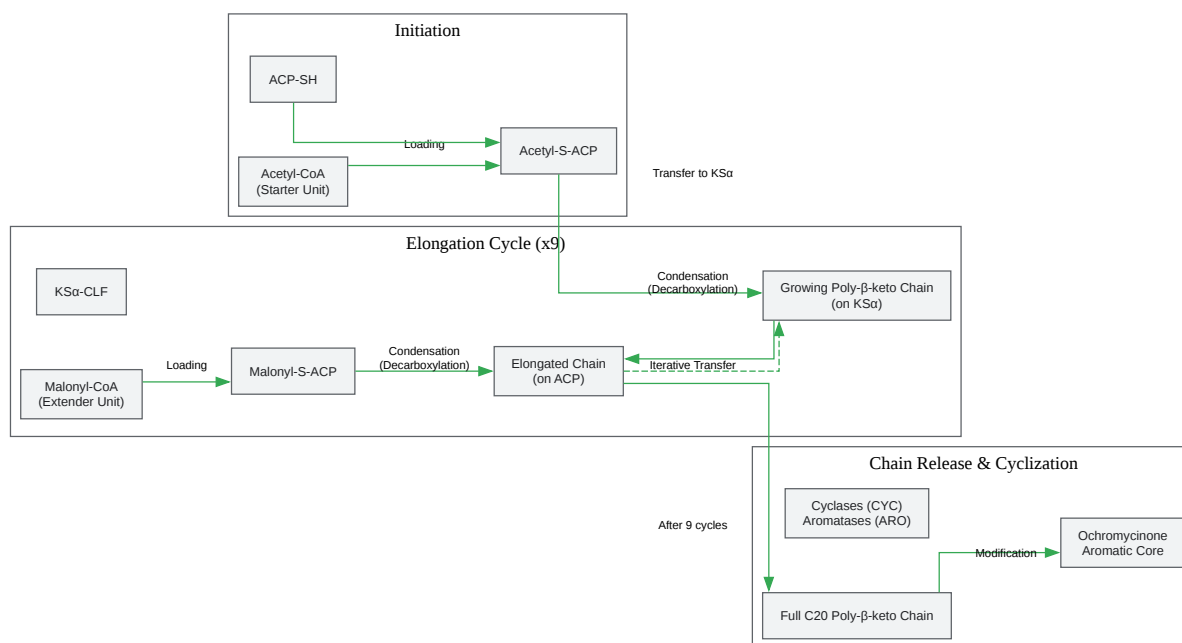 Initiation
ACP-SH
Loading
Acetyl-S-ACP
Acetyl-CoA
(Starter Unit)
Transfer to KSα
Elongation Cycle (x9)
KSα-CLF
Condensation
(Decarboxylation)
Growing Poly-β-keto Chain
(on KSα)
Malonyl-CoA
(Extender Unit)
Loading
Malonyl-S-ACP
Condensation
(Decarboxylation)
Elongated Chain
(on ACP)
Iterative Transfer
Chain Release & Cyclization
Cyclases (CYC)
Aromatases (ARO)
After 9 cycles
Modification
Ochromycinone
Aromatic Core
Full C20 Poly-β-keto Chain